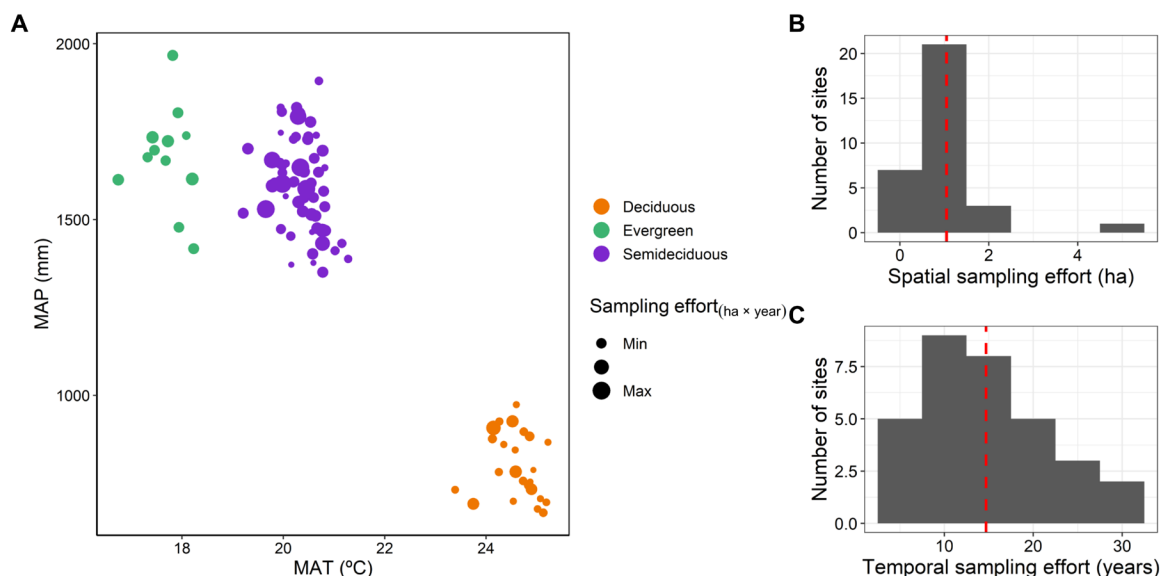 A
2000
1500
1000
MAP (mm)
18
20
22
24
MAT (ºC)
Deciduous
Evergreen
Semideciduous
Sampling effort(ha × year)
Min
Max
B
Number of sites
20
15
10
5
0
0
2
4
Spatial sampling effort (ha)
C
Number of sites
7.5
5.0
2.5
0.0
10
20
30
Temporal sampling effort (years)